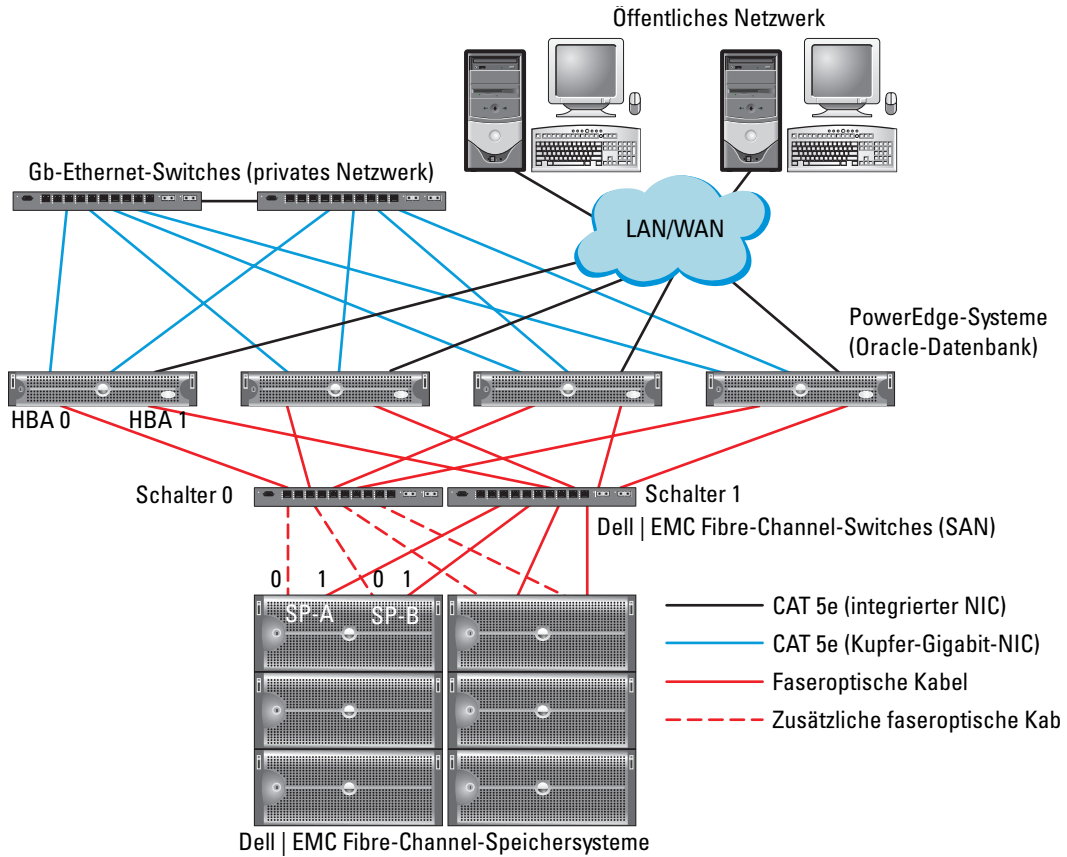 Öffentliches Netzwerk
Gb-Ethernet-Switches (privates Netzwerk)
LAN/WAN
PowerEdge-Systeme
(Oracle-Datenbank)
HBA 0
HBA 1
Schalter 0
Schalter 1
Dell | EMC Fibre-Channel-Switches (SAN)
0 1 0 1
SP-A SP-B
CAT 5e (integrierter NIC)
CAT 5e (Kupfer-Gigabit-NIC)
Faseroptische Kabel
Zusätzliche faseroptische Kab
Dell | EMC Fibre-Channel-Speichersysteme